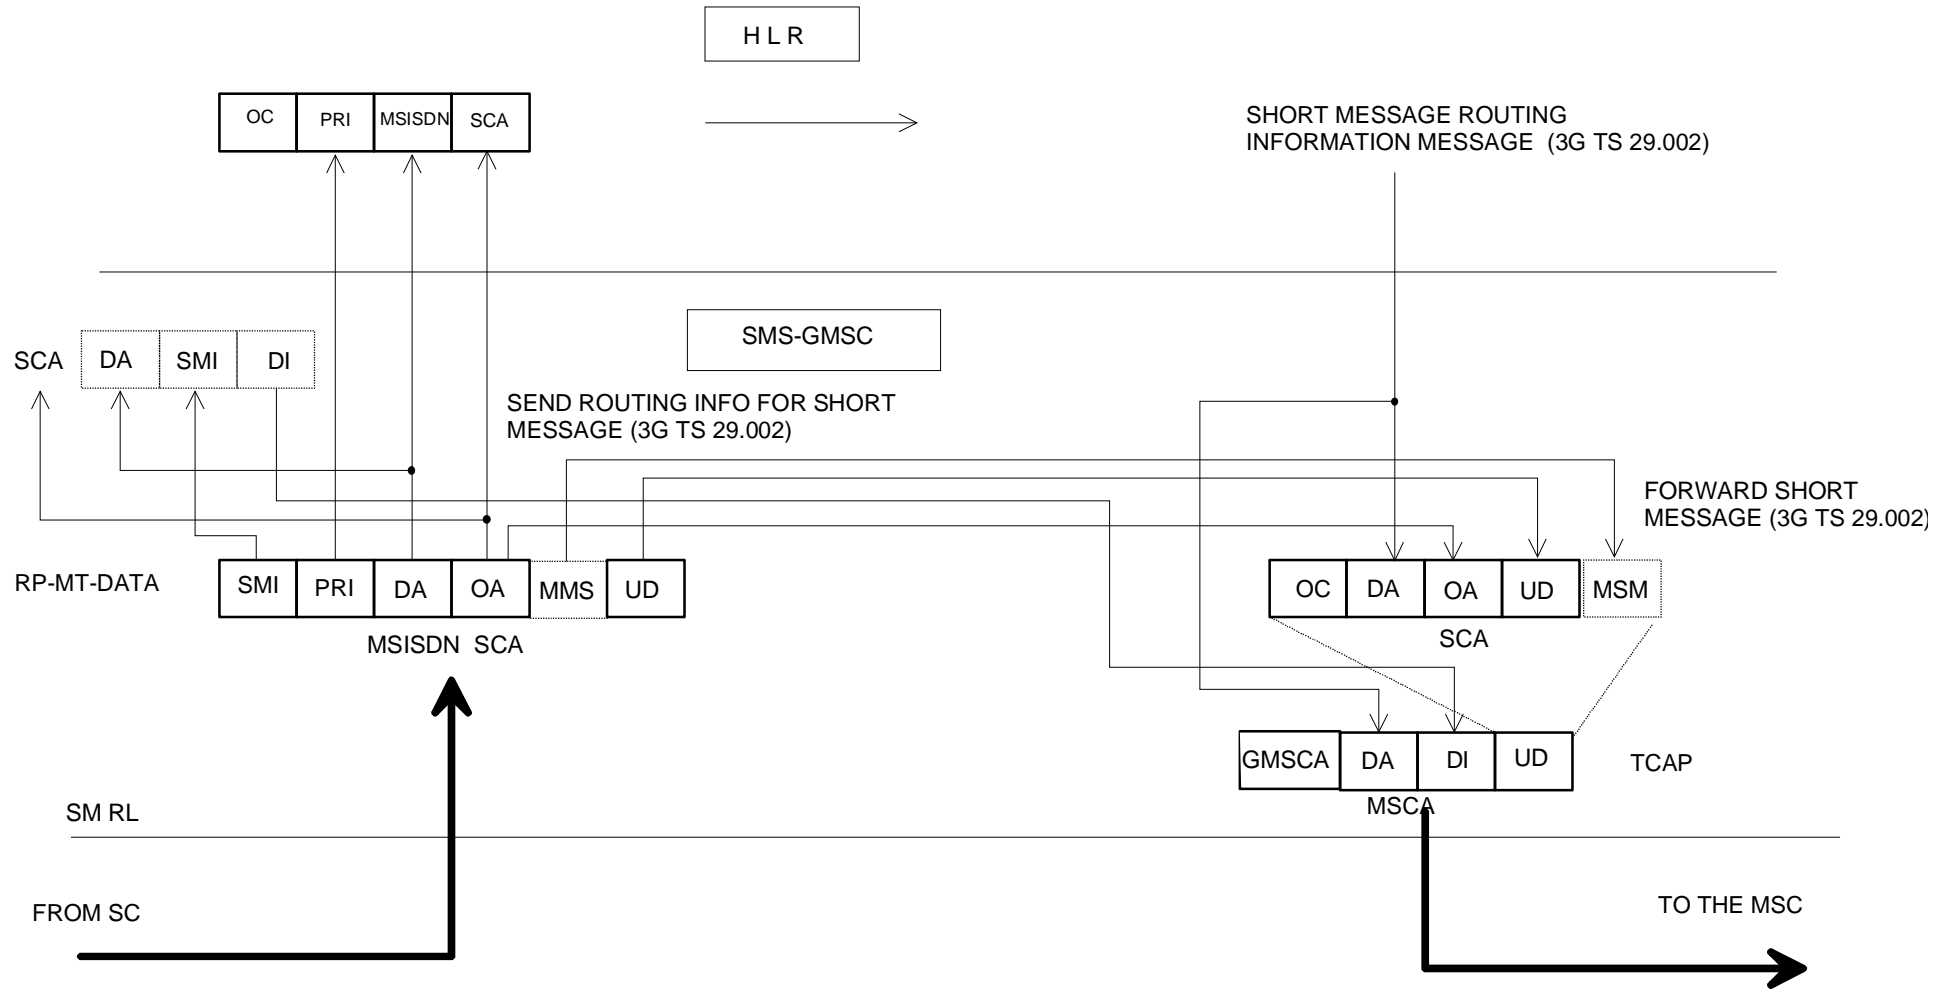 H L R
OC PRI MSISDN SCA
SHORT MESSAGE ROUTING
INFORMATION MESSAGE (3G TS 29.002)
SMS-GMSC
SCA DA SMI DI
SEND ROUTING INFO FOR SHORT
MESSAGE (3G TS 29.002)
FORWARD SHORT
MESSAGE (3G TS 29.002)
RP-MT-DATA SMI PRI DA OA MMS UD
MSISDN SCA
OC DA OA UD MSM
SCA
GMSCA DA DI UD TCAP
MSCA
SM RL
FROM SC
TO THE MSC